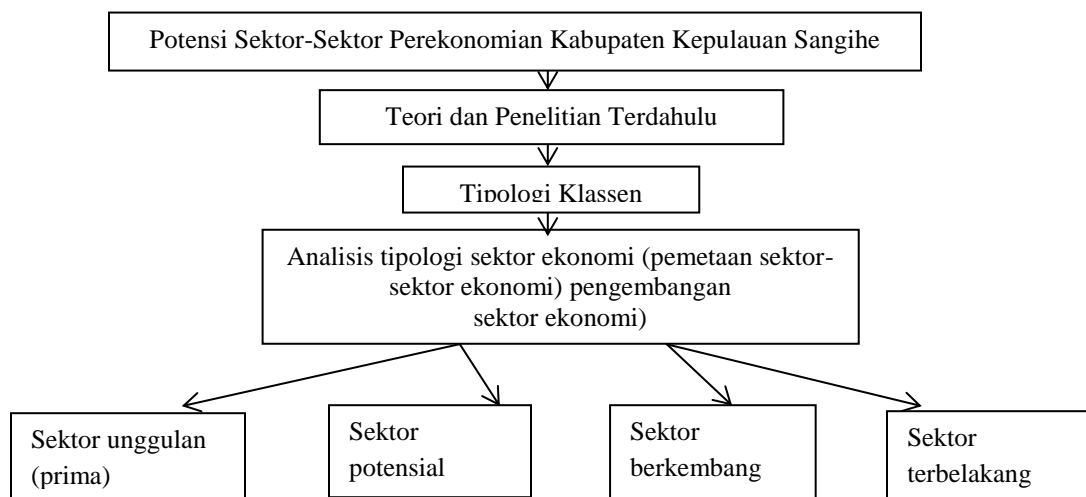 Potensi Sektor-Sektor Perekonomian Kabupaten Kepulauan Sangihe
Teori dan Penelitian Terdahulu
Tipologi Klassen
Analisis tipologi sektor ekonomi (pemetaan sektor-
sektor ekonomi) pengembangan
sektor ekonomi)
Sektor unggulan
(prima)
Sektor
potensial
Sektor
berkembang
Sektor
terbelakang